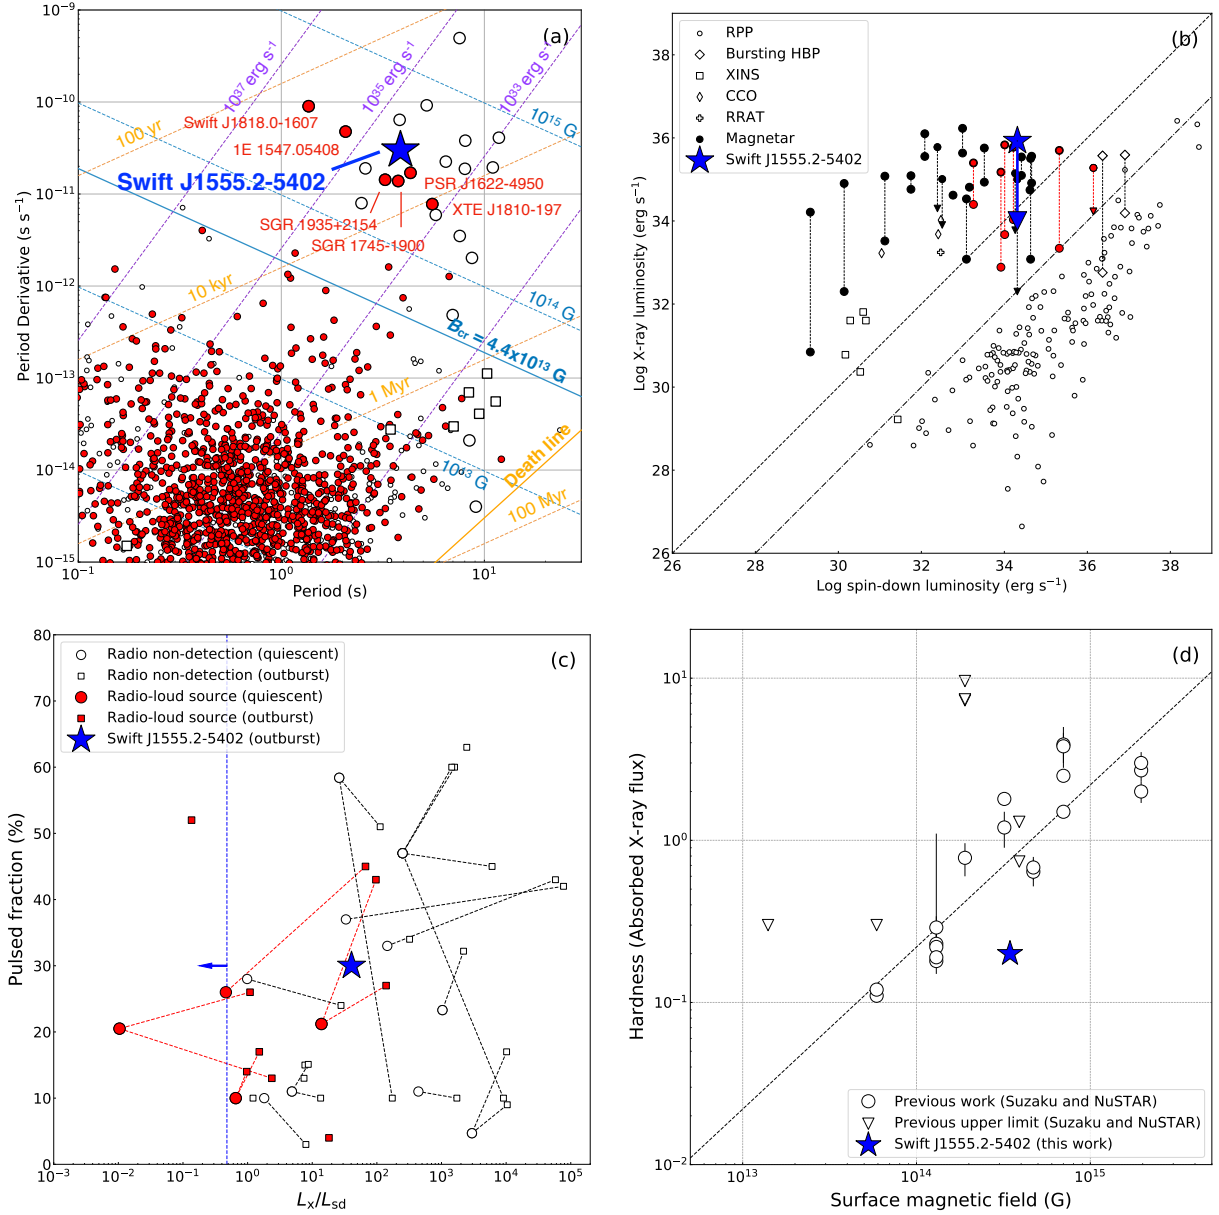 (a)
10⁻⁹
10⁻¹⁰
10⁻¹¹
10⁻¹²
10⁻¹³
10⁻¹⁴
10⁻¹⁵
Period Derivative (s s⁻¹)
10³⁷erg s⁻¹
10³⁵erg s⁻¹
10³³erg s⁻¹
100 yr
10¹⁵ G
Swift J1818.0-1607
1E 1547.05408
Swift J1555.2-5402
PSR J1622-4950
XTE J1810-197
SGR 1935+2154
SGR 1745-1900
10 kyr
10¹⁴ G
B_cr = 4.4x10¹³ G
1 Myr
10¹³ G
Death line
100 Myr
10⁻¹
10⁰
10¹
Period (s)
(b)
RPP
Bursting HBP
XINS
CCO
RRAT
Magnetar
Swift J1555.2-5402
38
36
34
32
30
28
26
Log X-ray luminosity (erg s⁻¹)
26 28 30 32 34 36 38
Log spin-down luminosity (erg s⁻¹)
(c)
Radio non-detection (quiescent)
Radio non-detection (outburst)
Radio-loud source (quiescent)
Radio-loud source (outburst)
Swift J1555.2-5402 (outburst)
80
70
60
50
40
30
20
10
0
Pulsed fraction (%)
10⁻³ 10⁻² 10⁻¹ 10⁰ 10¹ 10² 10³ 10⁴ 10⁵
Lₓ/L_sd
(d)
10¹
10⁰
10⁻¹
10⁻²
Hardness (Absorbed X-ray flux)
Previous work (Suzaku and NuSTAR)
Previous upper limit (Suzaku and NuSTAR)
Swift J1555.2-5402 (this work)
10¹³ 10¹⁴ 10¹⁵
Surface magnetic field (G)